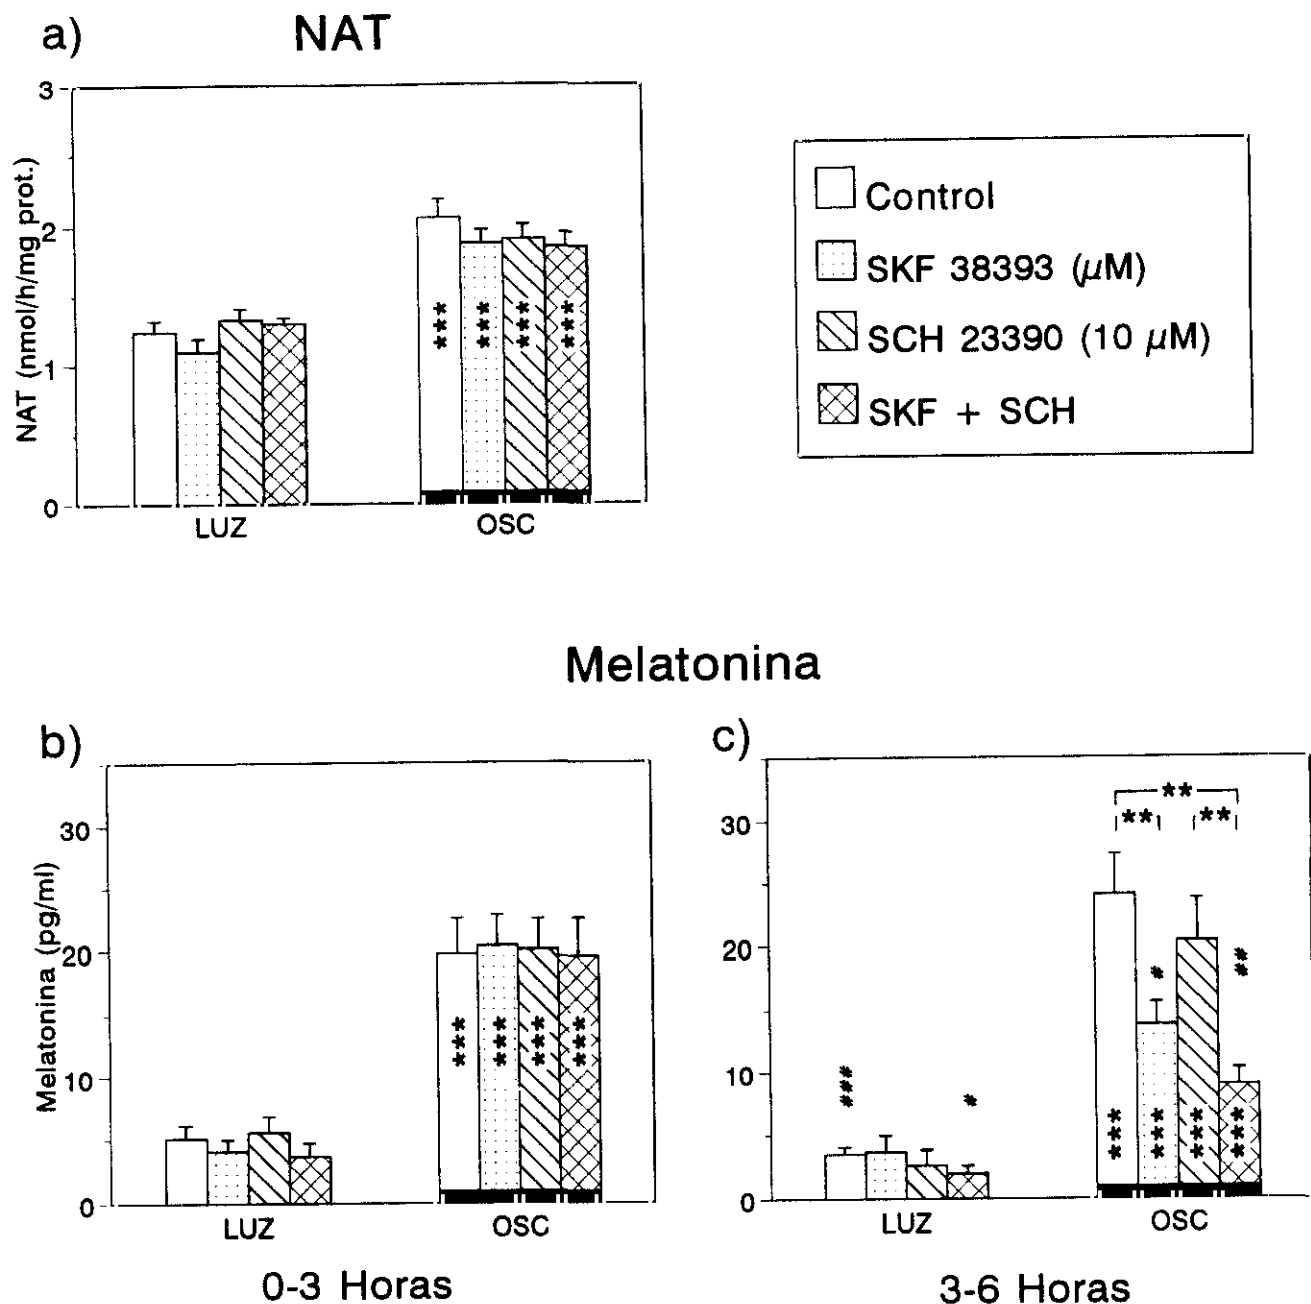 a) NAT
3
2
1
0
NAT (nmol/h/mg prot.)
*** *** *** ***
LUZ OSC
Control
SKF 38393 (µM)
SCH 23390 (10 µM)
SKF + SCH
Melatonina
b)
30
20
10
0
Melatonina (pg/ml)
*** *** *** ***
LUZ OSC
0-3 Horas
c)
30
20
10
0
**
** **
# ##
### #
*** *** *** ***
LUZ OSC
3-6 Horas